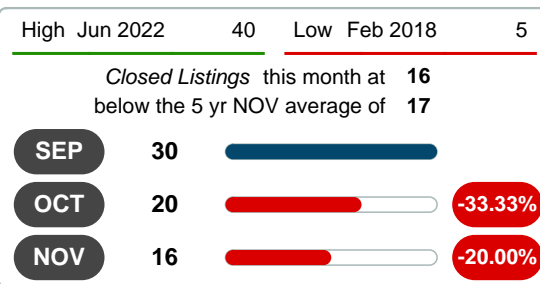 High Jun 2022 40 Low Feb 2018 5
Closed Listings this month at 16
below the 5 yr NOV average of 17
SEP 30
OCT 20 -33.33%
NOV 16 -20.00%